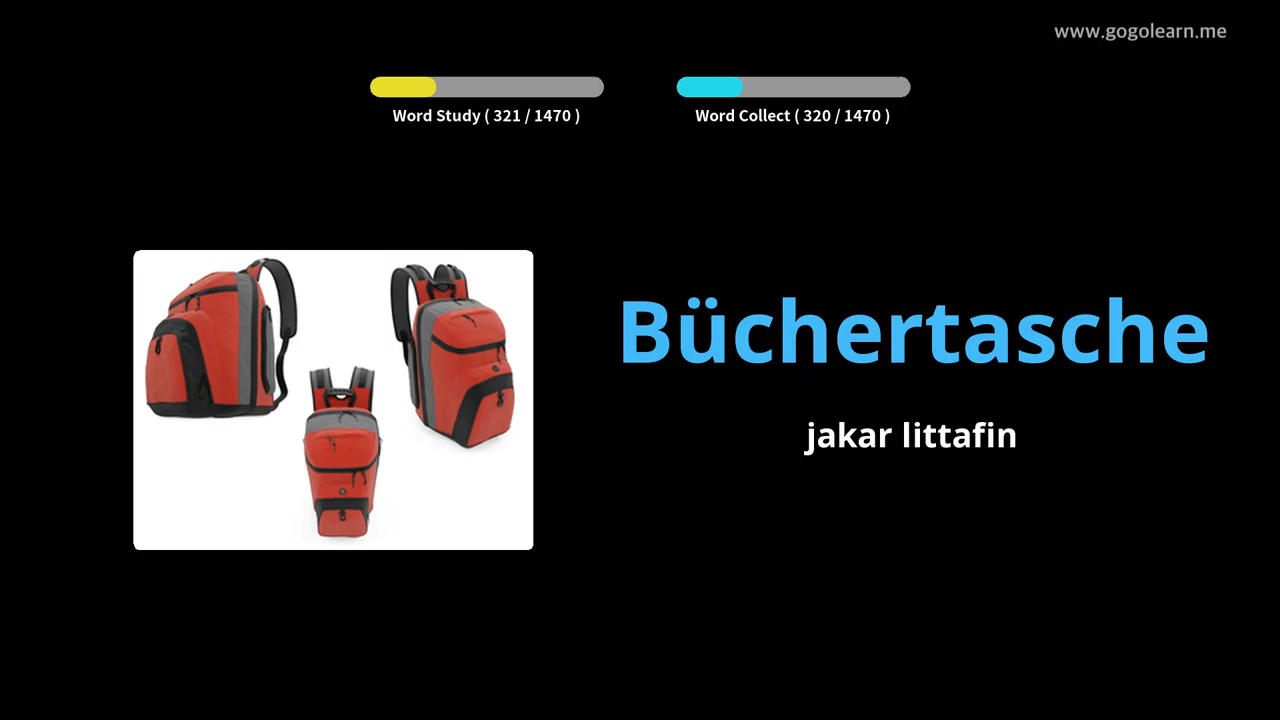 www.gogolearn.me
Word Study ( 321 / 1470 )
Word Collect ( 320 / 1470 )
Büchertasche
jakar littafin